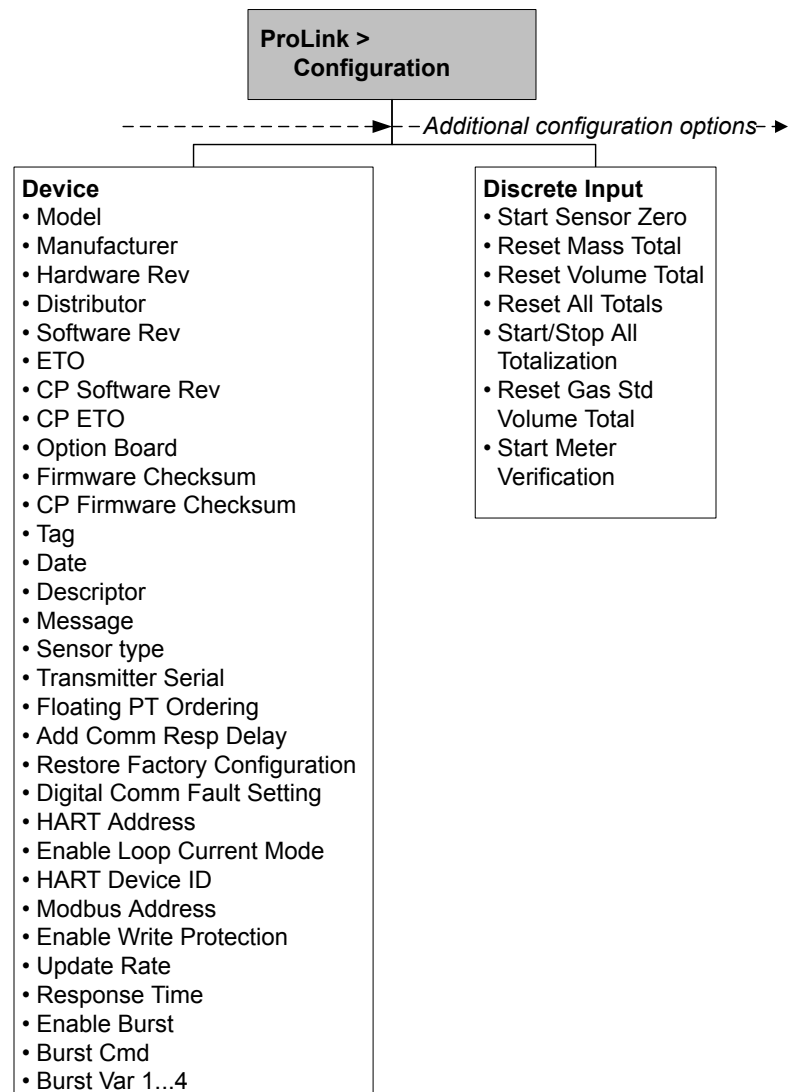 ProLink >
Configuration
Additional configuration options
Device
• Model
• Manufacturer
• Hardware Rev
• Distributor
• Software Rev
• ETO
• CP Software Rev
• CP ETO
• Option Board
• Firmware Checksum
• CP Firmware Checksum
• Tag
• Date
• Descriptor
• Message
• Sensor type
• Transmitter Serial
• Floating PT Ordering
• Add Comm Resp Delay
• Restore Factory Configuration
• Digital Comm Fault Setting
• HART Address
• Enable Loop Current Mode
• HART Device ID
• Modbus Address
• Enable Write Protection
• Update Rate
• Response Time
• Enable Burst
• Burst Cmd
• Burst Var 1...4
Discrete Input
• Start Sensor Zero
• Reset Mass Total
• Reset Volume Total
• Reset All Totals
• Start/Stop All
Totalization
• Reset Gas Std
Volume Total
• Start Meter
Verification